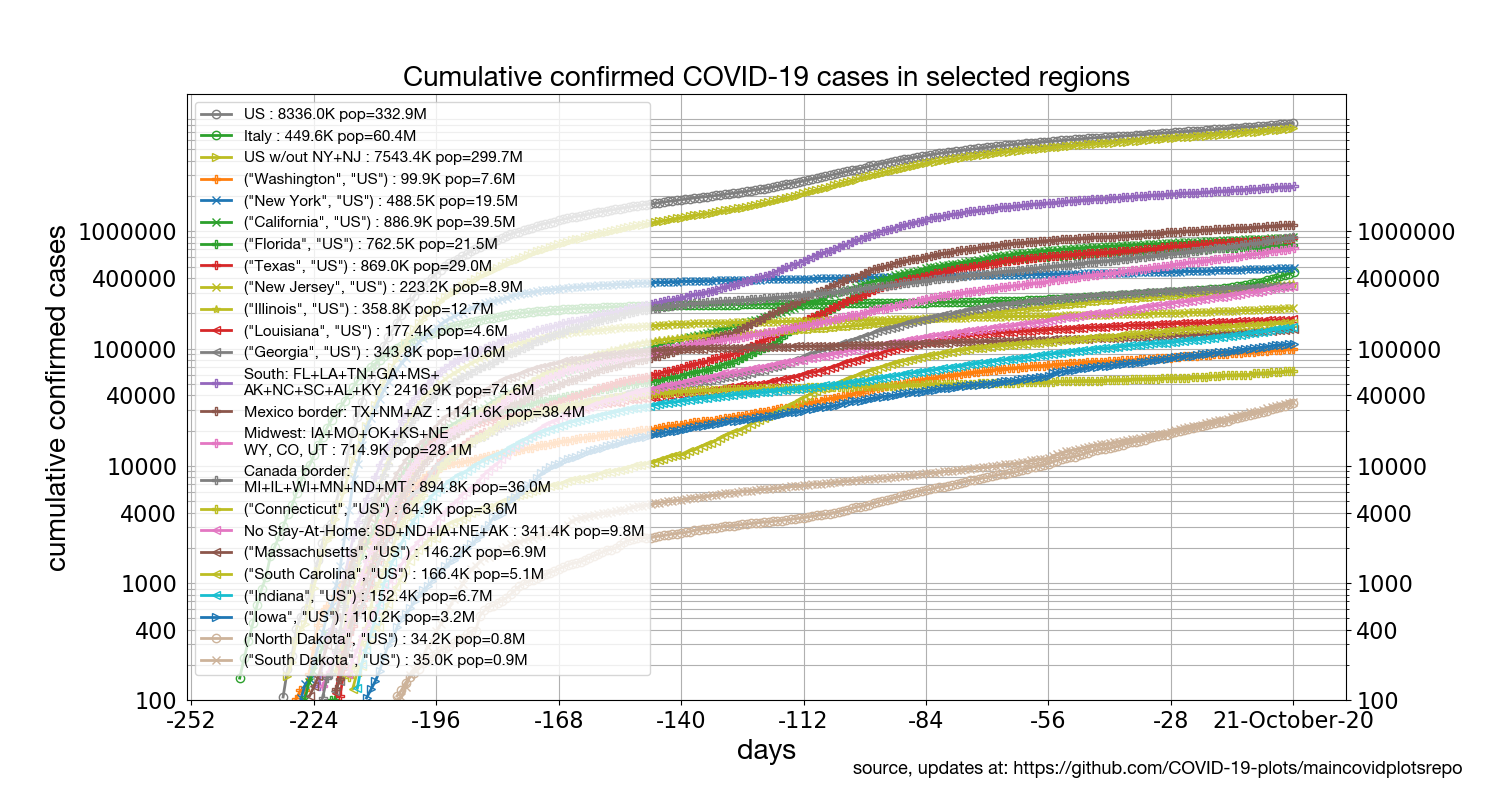 Cumulative confirmed COVID-19 cases in selected regions
US : 8336.0K pop=332.9M
Italy : 449.6K pop=60.4M
US w/out NY+NJ : 7543.4K pop=299.7M
("Washington", "US") : 99.9K pop=7.6M
("New York", "US") : 488.5K pop=19.5M
("California", "US") : 886.9K pop=39.5M
("Florida", "US") : 762.5K pop=21.5M
("Texas", "US") : 869.0K pop=29.0M
("New Jersey", "US") : 223.2K pop=8.9M
("Illinois", "US") : 358.8K pop=12.7M
("Louisiana", "US") : 177.4K pop=4.6M
("Georgia", "US") : 343.8K pop=10.6M
South: FL+LA+TN+GA+MS+
AK+NC+SC+AL+KY : 2416.9K pop=74.6M
Mexico border: TX+NM+AZ : 1141.6K pop=38.4M
Midwest: IA+MO+OK+KS+NE
WY, CO, UT : 714.9K pop=28.1M
Canada border:
MI+IL+WI+MN+ND+MT : 894.8K pop=36.0M
("Connecticut", "US") : 64.9K pop=3.6M
No Stay-At-Home: SD+ND+IA+NE+AK : 341.4K pop=9.8M
("Massachusetts", "US") : 146.2K pop=6.9M
("South Carolina", "US") : 166.4K pop=5.1M
("Indiana", "US") : 152.4K pop=6.7M
("Iowa", "US") : 110.2K pop=3.2M
("North Dakota", "US") : 34.2K pop=0.8M
("South Dakota", "US") : 35.0K pop=0.9M
cumulative confirmed cases
1000000
400000
100000
40000
10000
4000
1000
400
100
1000000
400000
100000
40000
10000
4000
1000
400
100
-252 -224 -196 -168 -140 -112 -84 -56 -28 21-October-20
days
source, updates at: https://github.com/COVID-19-plots/maincovidplotsrepo